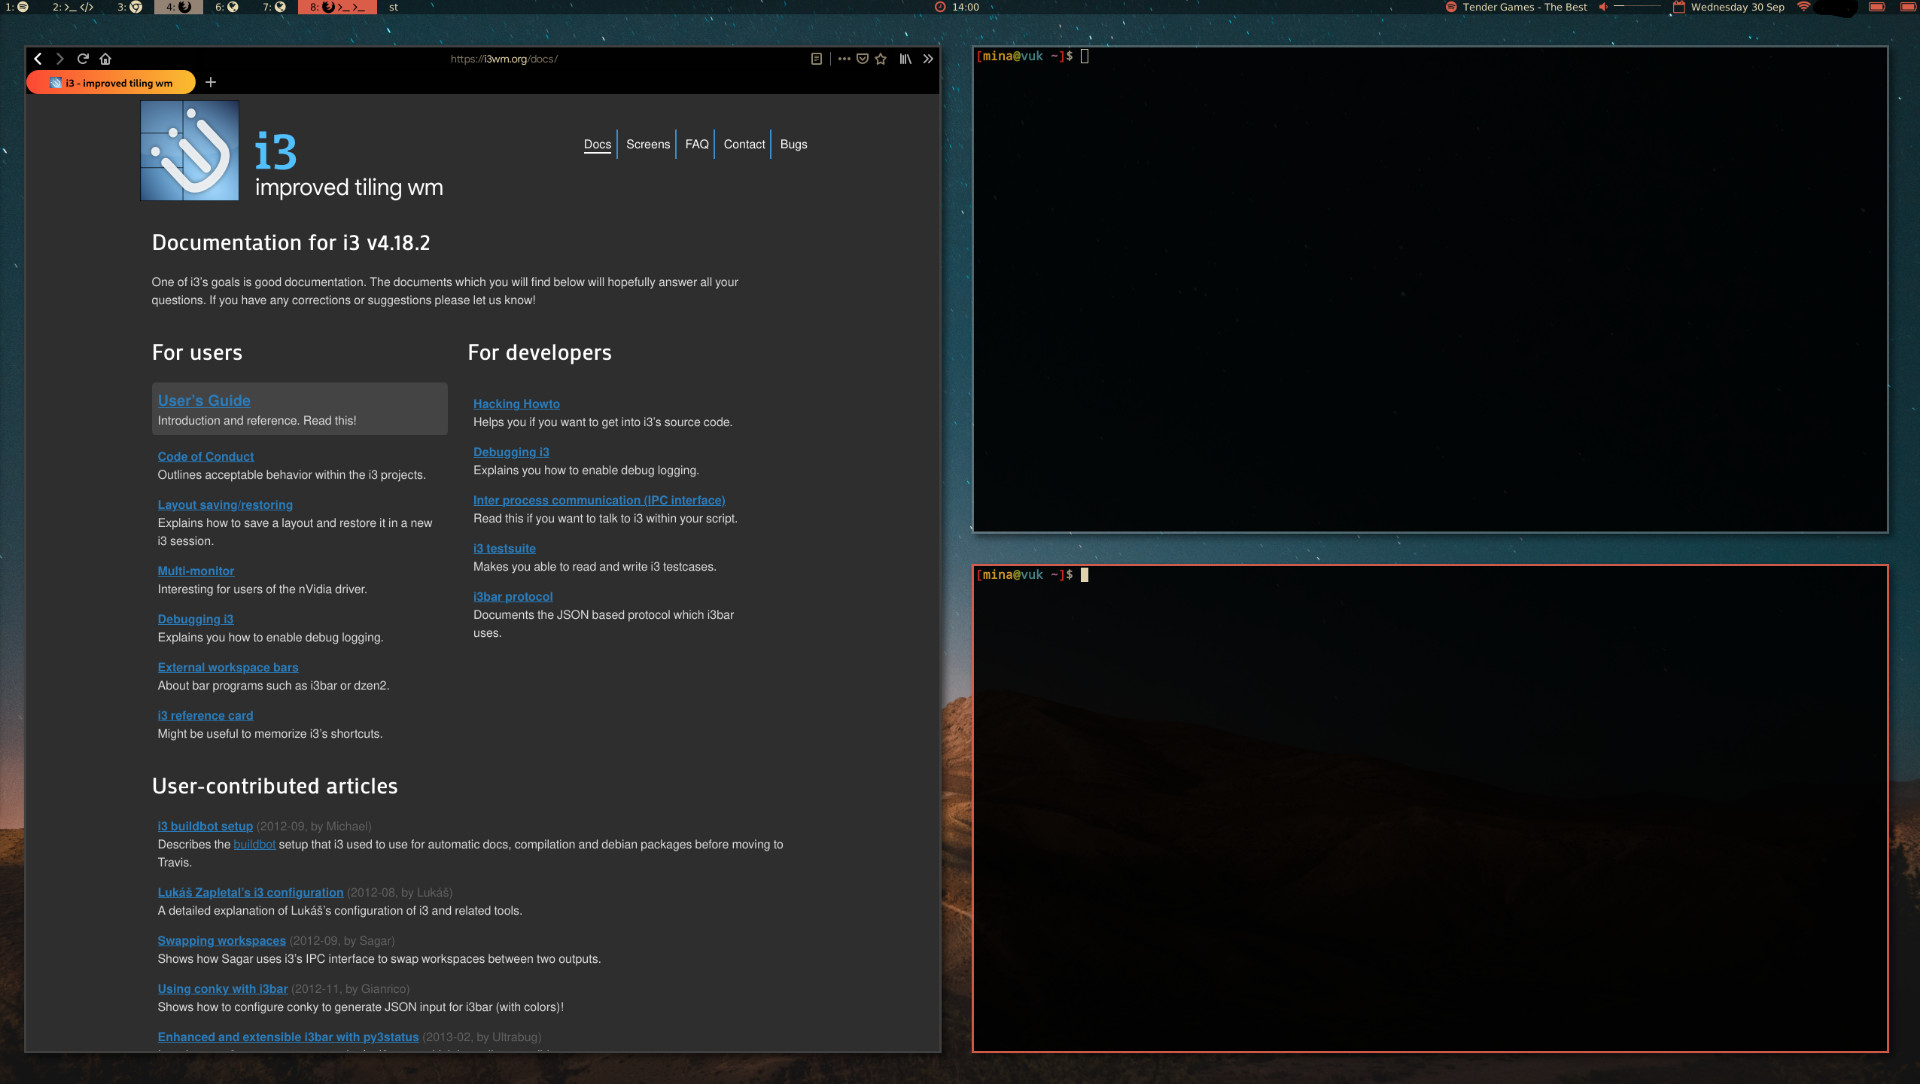 1: 2: >_ </> 3: 4: 6: 7: 8: >_ >_ st
14:00
Tender Games - The Best
Wednesday 30 Sep
https://i3wm.org/docs/
i3 - improved tiling wm
i3
improved tiling wm
Docs Screens FAQ Contact Bugs
Documentation for i3 v4.18.2
One of i3's goals is good documentation. The documents which you will find below will hopefully answer all your
questions. If you have any corrections or suggestions please let us know!
For users
User's Guide
Introduction and reference. Read this!
Code of Conduct
Outlines acceptable behavior within the i3 projects.
Layout saving/restoring
Explains how to save a layout and restore it in a new
i3 session.
Multi-monitor
Interesting for users of the nVidia driver.
Debugging i3
Explains you how to enable debug logging.
External workspace bars
About bar programs such as i3bar or dzen2.
i3 reference card
Might be useful to memorize i3's shortcuts.
For developers
Hacking Howto
Helps you if you want to get into i3's source code.
Debugging i3
Explains you how to enable debug logging.
Inter process communication (IPC interface)
Read this if you want to talk to i3 within your script.
i3 testsuite
Makes you able to read and write i3 testcases.
i3bar protocol
Documents the JSON based protocol which i3bar
uses.
User-contributed articles
i3 buildbot setup (2012-09, by Michael)
Describes the buildbot setup that i3 used to use for automatic docs, compilation and debian packages before moving to
Travis.
Lukáš Zapletal's i3 configuration (2012-08, by Lukáš)
A detailed explanation of Lukáš's configuration of i3 and related tools.
Swapping workspaces (2012-09, by Sagar)
Shows how Sagar uses i3's IPC interface to swap workspaces between two outputs.
Using conky with i3bar (2012-11, by Gianrico)
Shows how to configure conky to generate JSON input for i3bar (with colors)!
Enhanced and extensible i3bar with py3status (2013-02, by Ultrabug)
[mina@vuk ~]$
[mina@vuk ~]$